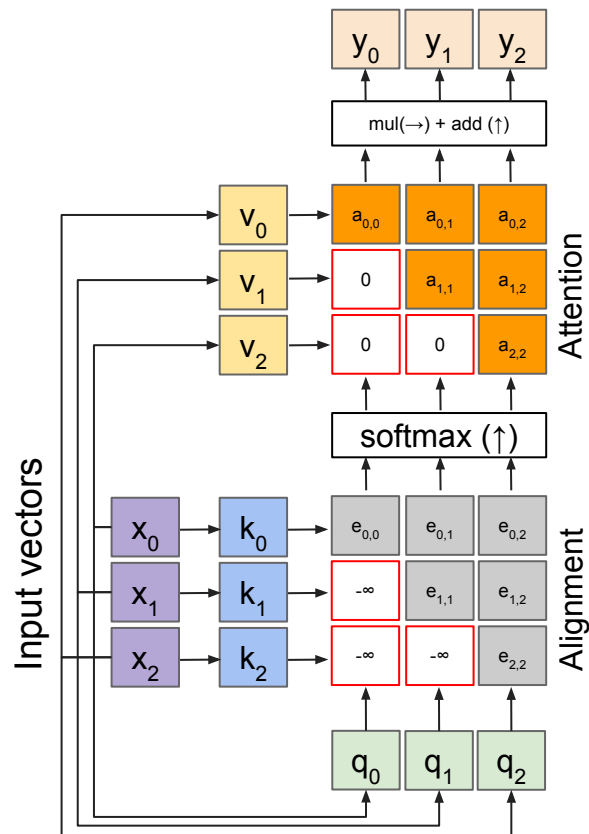 y0 y1 y2
mul(→) + add (↑)
v0 a0,0 a0,1 a0,2
v1 0 a1,1 a1,2
v2 0 0 a2,2
Attention
softmax (↑)
Input vectors
x0 k0 e0,0 e0,1 e0,2
x1 k1 -∞ e1,1 e1,2
x2 k2 -∞ -∞ e2,2
Alignment
q0 q1 q2